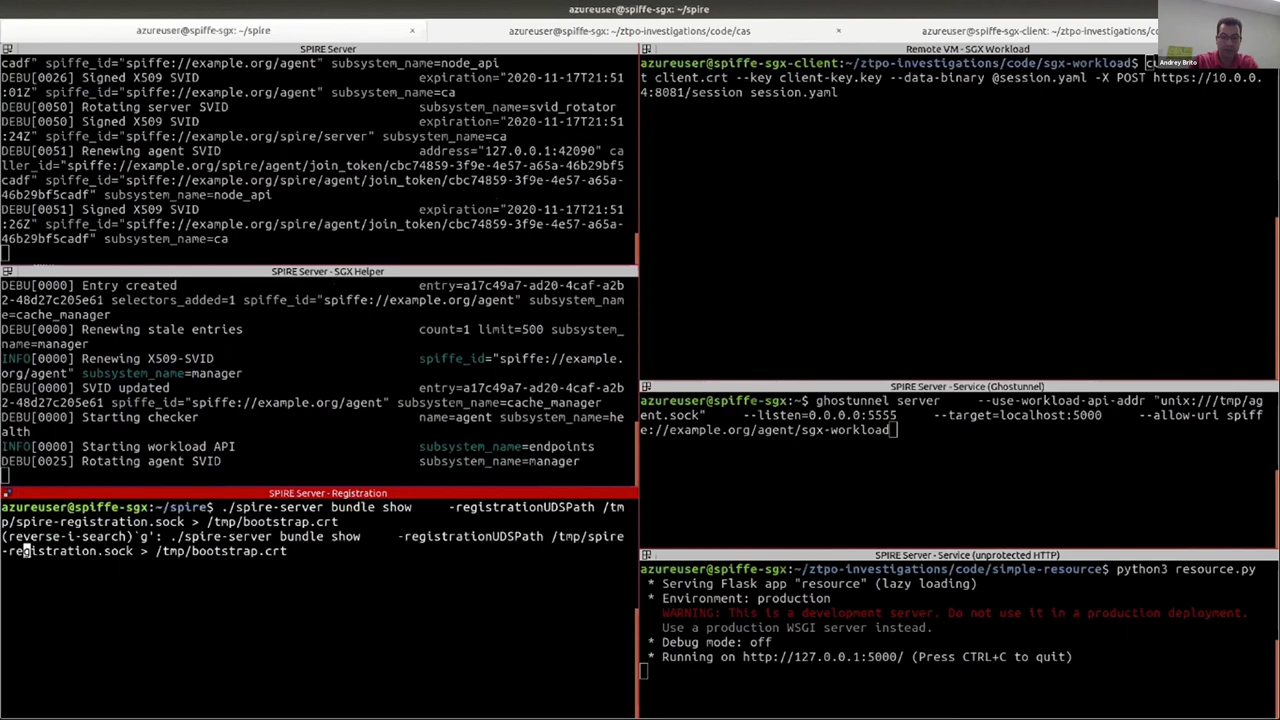 azureuser@spiffe-sgx: ~/spire
azureuser@spiffe-sgx: ~/spire ×
azureuser@spiffe-sgx: ~/ztpo-investigations/code/cas ×
azureuser@spiffe-sgx-client: ~/ztpo-investigations/c
Andrey Brito
SPIRE Server
cadf" spiffe_id="spiffe://example.org/agent" subsystem_name=node_api
DEBU[0026] Signed X509 SVID expiration="2020-11-17T21:51
:01Z" spiffe_id="spiffe://example.org/agent" subsystem_name=ca
DEBU[0050] Rotating server SVID subsystem_name=svid_rotator
DEBU[0050] Signed X509 SVID expiration="2020-11-17T21:51
:24Z" spiffe_id="spiffe://example.org/spire/server" subsystem_name=ca
DEBU[0051] Renewing agent SVID address="127.0.0.1:42090" ca
ller_id="spiffe://example.org/spire/agent/join_token/cbc74859-3f9e-4e57-a65a-46b29bf5
cadf" spiffe_id="spiffe://example.org/spire/agent/join_token/cbc74859-3f9e-4e57-a65a-
46b29bf5cadf" subsystem_name=node_api
DEBU[0051] Signed X509 SVID expiration="2020-11-17T21:51
:26Z" spiffe_id="spiffe://example.org/spire/agent/join_token/cbc74859-3f9e-4e57-a65a-
46b29bf5cadf" subsystem_name=ca
SPIRE Server - SGX Helper
DEBU[0000] Entry created entry=a17c49a7-ad20-4caf-a2b
2-48d27c205e61 selectors_added=1 spiffe_id="spiffe://example.org/agent" subsystem_nam
e=cache_manager
DEBU[0000] Renewing stale entries count=1 limit=500 subsystem_
name=manager
INFO[0000] Renewing X509-SVID spiffe_id="spiffe://example.
org/agent" subsystem_name=manager
DEBU[0000] SVID updated entry=a17c49a7-ad20-4caf-a2b
2-48d27c205e61 spiffe_id="spiffe://example.org/agent" subsystem_name=cache_manager
DEBU[0000] Starting checker name=agent subsystem_name=he
alth
INFO[0000] Starting workload API subsystem_name=endpoints
DEBU[0025] Rotating agent SVID subsystem_name=manager
SPIRE Server - Registration
azureuser@spiffe-sgx:~/spire$ ./spire-server bundle show -registrationUDSPath /tm
p/spire-registration.sock > /tmp/bootstrap.crt
(reverse-i-search)`g': ./spire-server bundle show -registrationUDSPath /tmp/spire
-registration.sock > /tmp/bootstrap.crt
Remote VM - SGX Workload
azureuser@spiffe-sgx-client:~/ztpo-investigations/code/sgx-workload$
t client.crt --key client-key.key --data-binary @session.yaml -X POST https://10.0.0.
4:8081/session session.yaml
SPIRE Server - Service (Ghostunnel)
azureuser@spiffe-sgx:~$ ghostunnel server --use-workload-api-addr "unix:///tmp/ag
ent.sock" --listen=0.0.0.0:5555 --target=localhost:5000 --allow-uri spiff
e://example.org/agent/sgx-workload
SPIRE Server - Service (unprotected HTTP)
azureuser@spiffe-sgx:~/ztpo-investigations/code/simple-resource$ python3 resource.py
* Serving Flask app "resource" (lazy loading)
* Environment: production
WARNING: This is a development server. Do not use it in a production deployment.
Use a production WSGI server instead.
* Debug mode: off
* Running on http://127.0.0.1:5000/ (Press CTRL+C to quit)